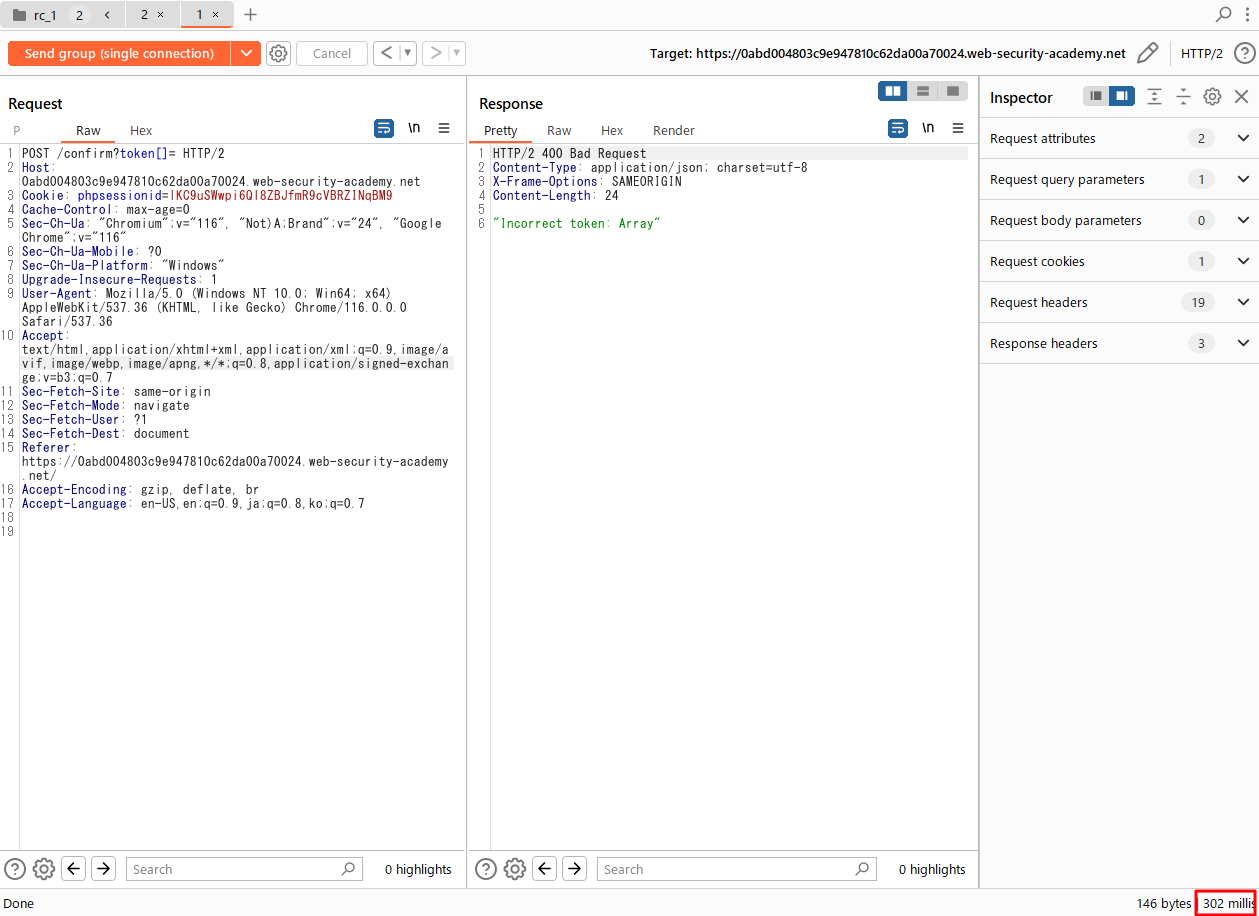 rc_1 2 < 2 × 1 × +
Send group (single connection) Cancel < > Target: https://0abd004803c9e947810c62da00a70024.web-security-academy.net HTTP/2 ?
Request
P Raw Hex \n
1 POST /confirm?token[]= HTTP/2
2 Host:
0abd004803c9e947810c62da00a70024.web-security-academy.net
3 Cookie: phpsessionid=lKC9uSWwpi6Ql8ZBJfmR9cVBRZINqBM9
4 Cache-Control: max-age=0
5 Sec-Ch-Ua: "Chromium";v="116", "Not)A;Brand";v="24", "Google
Chrome";v="116"
6 Sec-Ch-Ua-Mobile: ?0
7 Sec-Ch-Ua-Platform: "Windows"
8 Upgrade-Insecure-Requests: 1
9 User-Agent: Mozilla/5.0 (Windows NT 10.0; Win64; x64)
AppleWebKit/537.36 (KHTML, like Gecko) Chrome/116.0.0.0
Safari/537.36
10 Accept:
text/html,application/xhtml+xml,application/xml;q=0.9,image/a
vif,image/webp,image/apng,*/*;q=0.8,application/signed-exchan
ge;v=b3;q=0.7
11 Sec-Fetch-Site: same-origin
12 Sec-Fetch-Mode: navigate
13 Sec-Fetch-User: ?1
14 Sec-Fetch-Dest: document
15 Referer:
https://0abd004803c9e947810c62da00a70024.web-security-academy
.net/
16 Accept-Encoding: gzip, deflate, br
17 Accept-Language: en-US,en;q=0.9,ja;q=0.8,ko;q=0.7
18
19
? Search 0 highlights
Response
Pretty Raw Hex Render \n
1 HTTP/2 400 Bad Request
2 Content-Type: application/json; charset=utf-8
3 X-Frame-Options: SAMEORIGIN
4 Content-Length: 24
5
6 "Incorrect token: Array"
? Search 0 highlights
Inspector
Request attributes 2
Request query parameters 1
Request body parameters 0
Request cookies 1
Request headers 19
Response headers 3
Done 146 bytes 302 millis